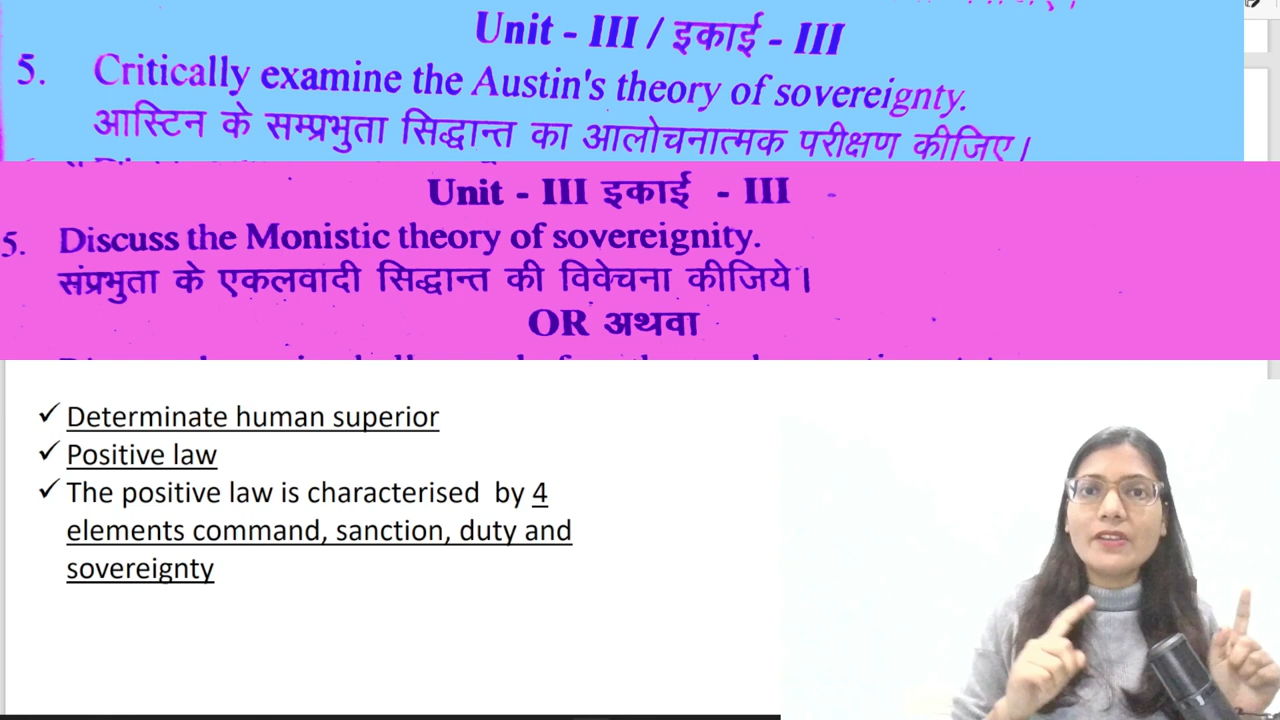 Unit - III / इकाई - III
5. Critically examine the Austin's theory of sovereignty.
आस्टिन के सम्प्रभुता सिद्धान्त का आलोचनात्मक परीक्षण कीजिए।
Unit - III इकाई - III
5. Discuss the Monistic theory of sovereignity.
संप्रभुता के एकलवादी सिद्धान्त की विवेचना कीजिये।
OR अथवा
✓ Determinate human superior
✓ Positive law
✓ The positive law is characterised by 4
elements command, sanction, duty and
sovereignty